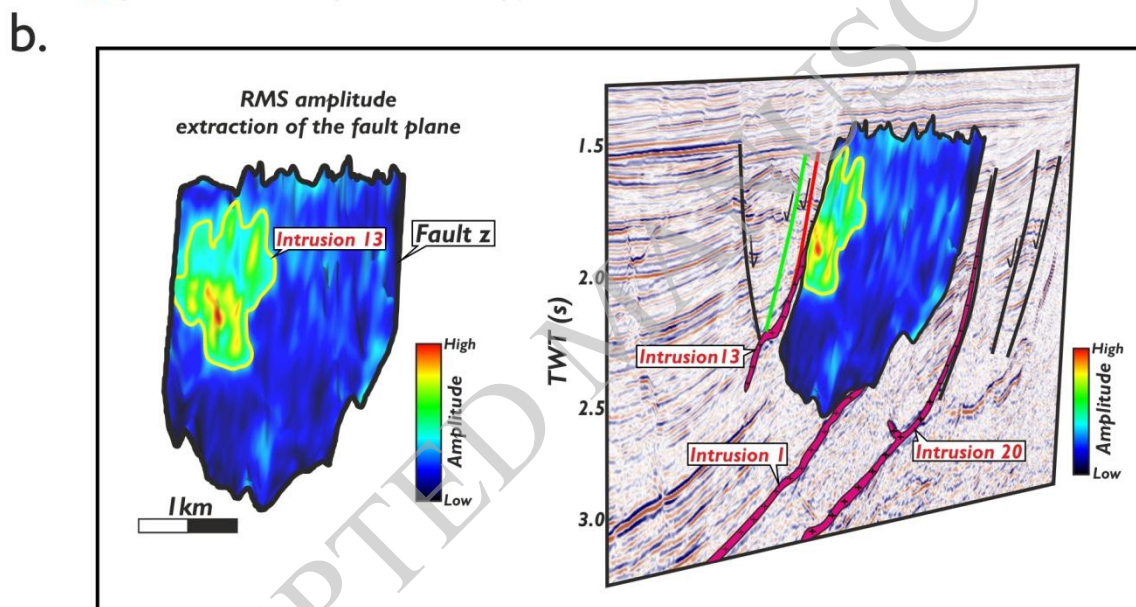 b.
RMS amplitude
extraction of the fault plane
Intrusion 13
Fault z
High
Amplitude
Low
1km
1.5
2.0
TWT (s)
2.5
3.0
Intrusion13
Intrusion 1
Intrusion 20
High
Amplitude
Low